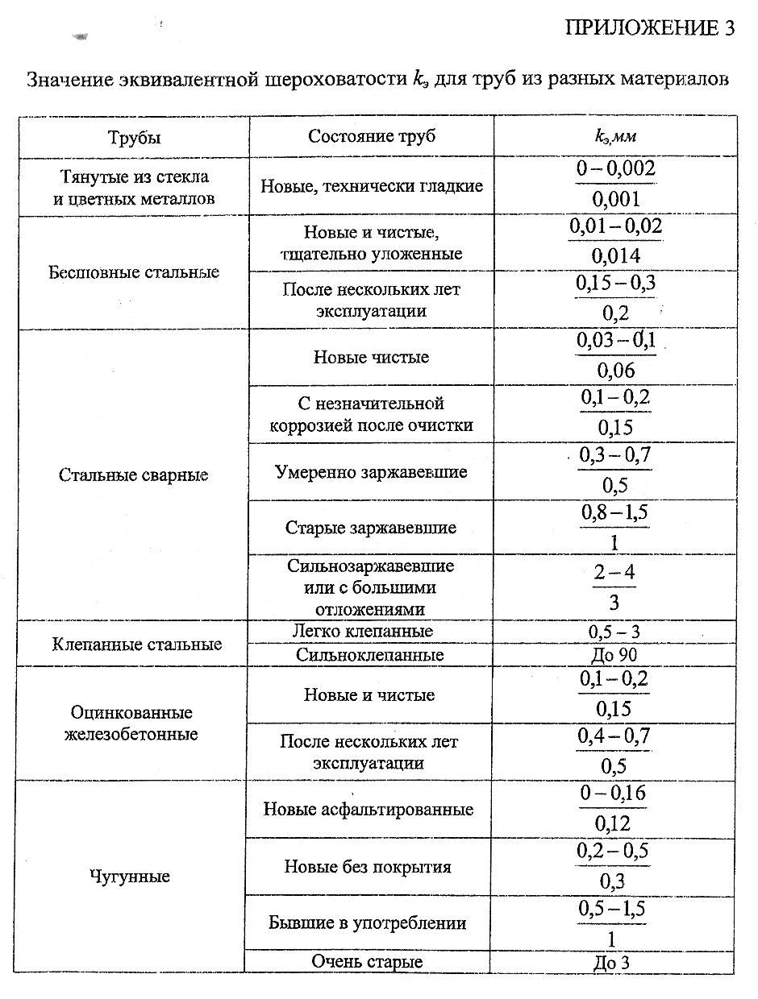 ПРИЛОЖЕНИЕ 3
Значение эквивалентной шероховатости kэ для труб из разных материалов
Трубы
Состояние труб
kэ,мм
Тянутые из стекла
и цветных металлов
Новые, технически гладкие
0–0,002
0,001
Бесшовные стальные
Новые и чистые,
тщательно уложенные
0,01–0,02
0,014
После нескольких лет
эксплуатации
0,15–0,3
0,2
Стальные сварные
Новые чистые
0,03–0,1
0,06
С незначительной
коррозией после очистки
0,1–0,2
0,15
Умеренно заржавевшие
0,3–0,7
0,5
Старые заржавевшие
0,8–1,5
1
Сильнозаржавевшие
или с большими
отложениями
2–4
3
Клепанные стальные
Легко клепанные
0,5 – 3
Сильноклепанные
До 90
Оцинкованные
железобетонные
Новые и чистые
0,1–0,2
0,15
После нескольких лет
эксплуатации
0,4–0,7
0,5
Чугунные
Новые асфальтированные
0–0,16
0,12
Новые без покрытия
0,2–0,5
0,3
Бывшие в употреблении
0,5–1,5
1
Очень старые
До 3